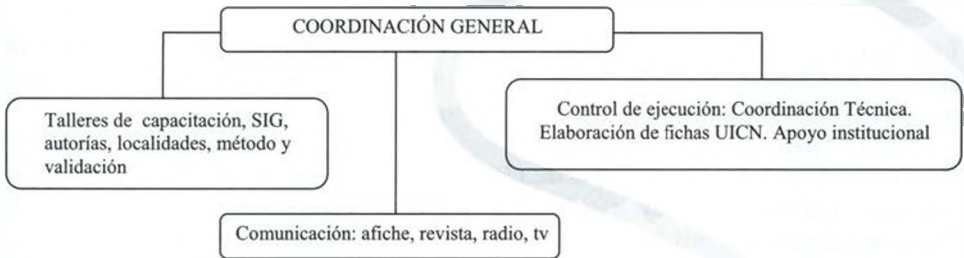 COORDINACIÓN GENERAL
Talleres de capacitación, SIG,
autorías, localidades, método y
validación
Control de ejecución: Coordinación Técnica.
Elaboración de fichas UICN. Apoyo institucional
Comunicación: afiche, revista, radio, tv